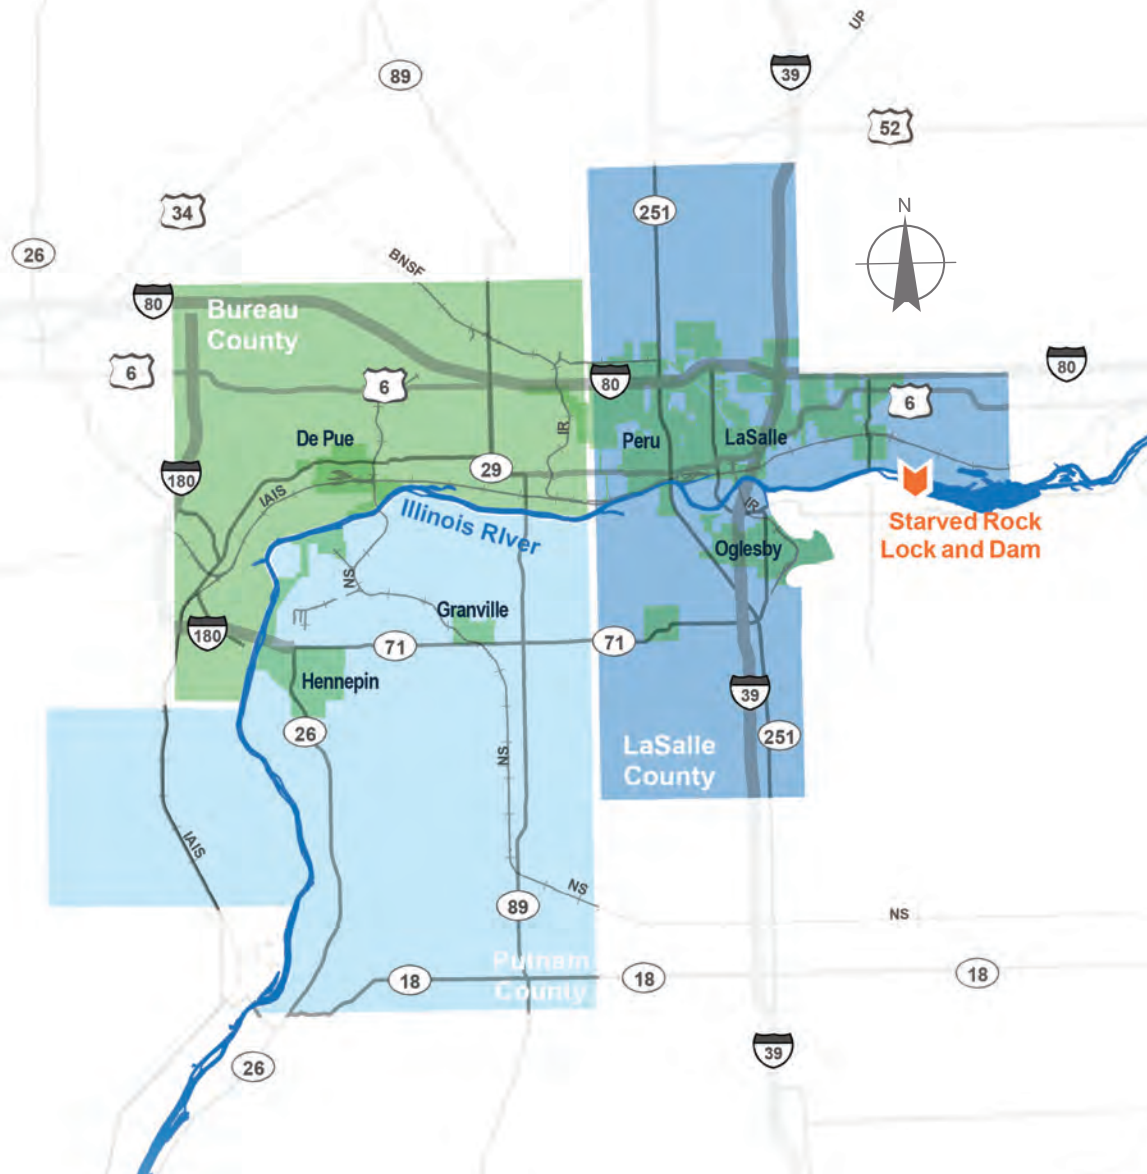 UP
39
89
52
34
N
251
26
BNSF
80
Bureau
County
80
6
80
6
6
IR
De Pue
Peru
LaSalle
29
180
IAIS
IR
Illinois RIver
Starved Rock
Lock and Dam
Oglesby
NS
Granville
180
71
71
Hennepin
39
26
251
LaSalle
County
NS
IAIS
NS
89
NS
Putnam
County
18
18
18
39
26